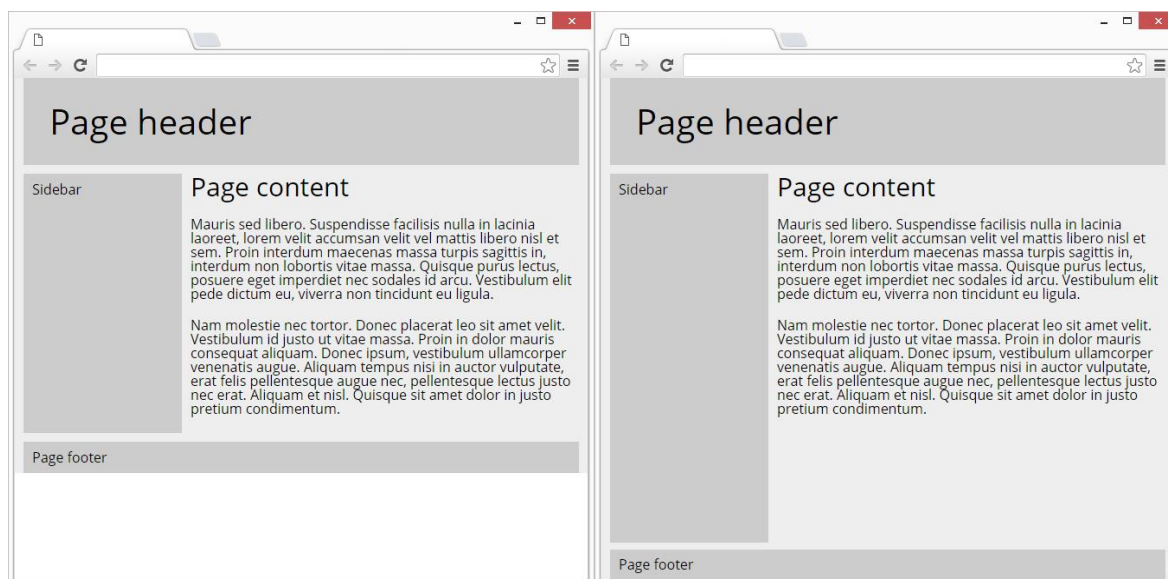 Page header
Sidebar
Page content
Mauris sed libero. Suspendisse facilisis nulla in lacinia
laoreet, lorem velit accumsan velit vel mattis libero nisl et
sem. Proin interdum maecenas massa turpis sagittis in,
interdum non lobortis vitae massa. Quisque purus lectus,
posuere eget imperdiet nec sodales id arcu. Vestibulum elit
pede dictum eu, viverra non tincidunt eu ligula.
Nam molestie nec tortor. Donec placerat leo sit amet velit.
Vestibulum id justo ut vitae massa. Proin in dolor mauris
consequat aliquam. Donec ipsum, vestibulum ullamcorper
venenatis augue. Aliquam tempus nisi in auctor vulputate,
erat felis pellentesque augue nec, pellentesque lectus justo
nec erat. Aliquam et nisl. Quisque sit amet dolor in justo
pretium condimentum.
Page footer
Page header
Sidebar
Page content
Mauris sed libero. Suspendisse facilisis nulla in lacinia
laoreet, lorem velit accumsan velit vel mattis libero nisl et
sem. Proin interdum maecenas massa turpis sagittis in,
interdum non lobortis vitae massa. Quisque purus lectus,
posuere eget imperdiet nec sodales id arcu. Vestibulum elit
pede dictum eu, viverra non tincidunt eu ligula.
Nam molestie nec tortor. Donec placerat leo sit amet velit.
Vestibulum id justo ut vitae massa. Proin in dolor mauris
consequat aliquam. Donec ipsum, vestibulum ullamcorper
venenatis augue. Aliquam tempus nisi in auctor vulputate,
erat felis pellentesque augue nec, pellentesque lectus justo
nec erat. Aliquam et nisl. Quisque sit amet dolor in justo
pretium condimentum.
Page footer